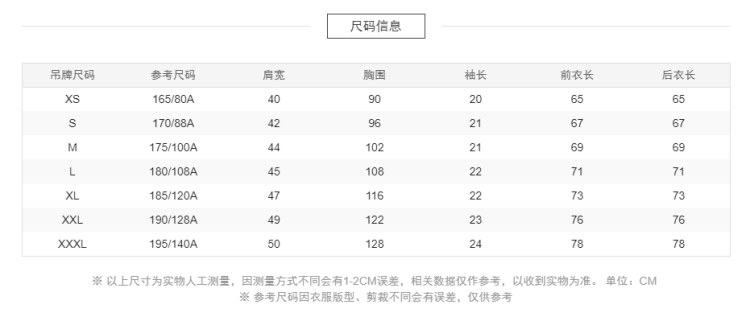 尺码信息
吊牌尺码 参考尺码 肩宽 胸围 袖长 前衣长 后衣长
XS 165/80A 40 90 20 65 65
S 170/88A 42 96 21 67 67
M 175/100A 44 102 21 69 69
L 180/108A 45 108 22 71 71
XL 185/120A 47 116 22 73 73
XXL 190/128A 49 122 23 76 76
XXXL 195/140A 50 128 24 78 78
※ 以上尺寸为实物人工测量，因测量方式不同会有1-2CM误差，相关数据仅作参考，以收到实物为准。 单位：CM
※ 参考尺码因衣服版型、剪裁不同会有误差，仅供参考